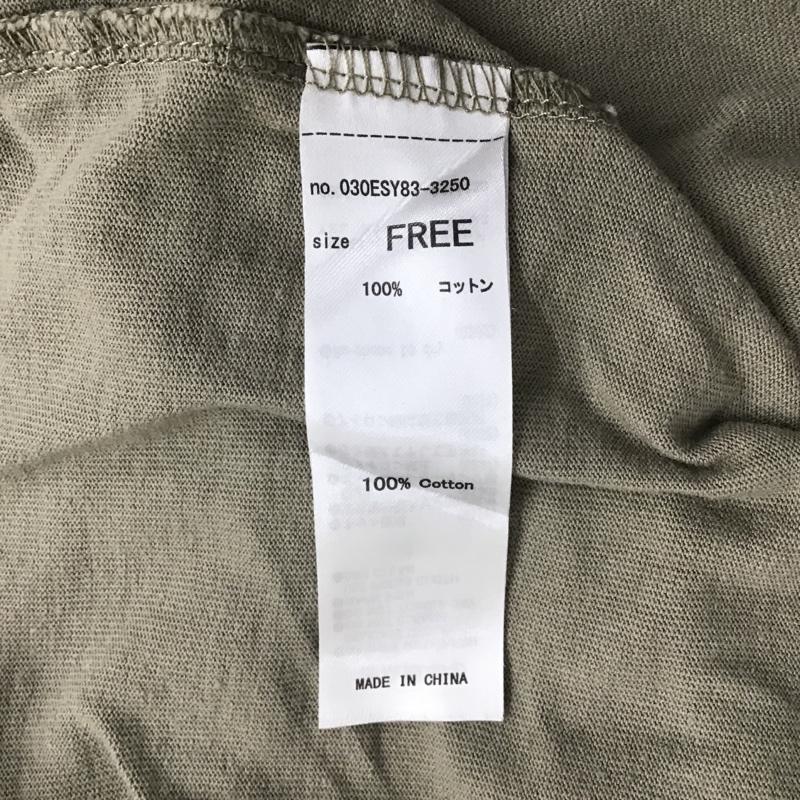 no. 030ESY83-3250
size FREE
100% コットン
100% Cotton
MADE IN CHINA